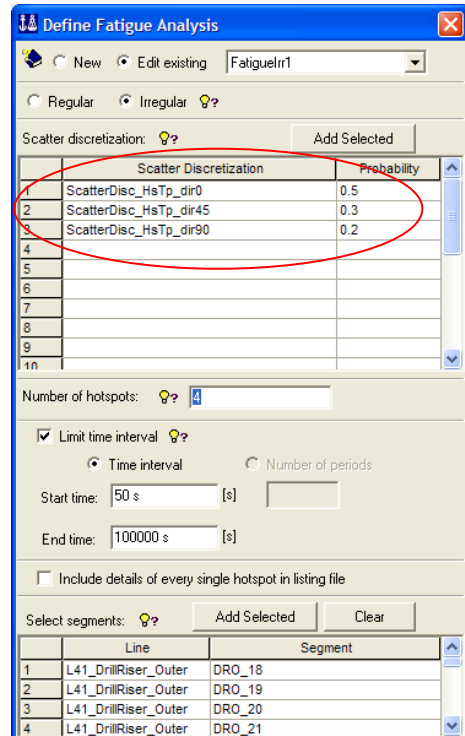 Define Fatigue Analysis
New Edit existing FatigueIrr1
Regular Irregular ?
Scatter discretization: ? Add Selected
Scatter Discretization Probability
1 ScatterDisc_HsTp_dir0 0.5
2 ScatterDisc_HsTp_dir45 0.3
3 ScatterDisc_HsTp_dir90 0.2
4
5
6
7
8
9
10
Number of hotspots: ? 4
Limit time interval ?
Time interval Number of periods
Start time: 50 s [s]
End time: 100000 s [s]
Include details of every single hotspot in listing file
Select segments: ? Add Selected Clear
Line Segment
1 L41_DrillRiser_Outer DRO_18
2 L41_DrillRiser_Outer DRO_19
3 L41_DrillRiser_Outer DRO_20
4 L41_DrillRiser_Outer DRO_21